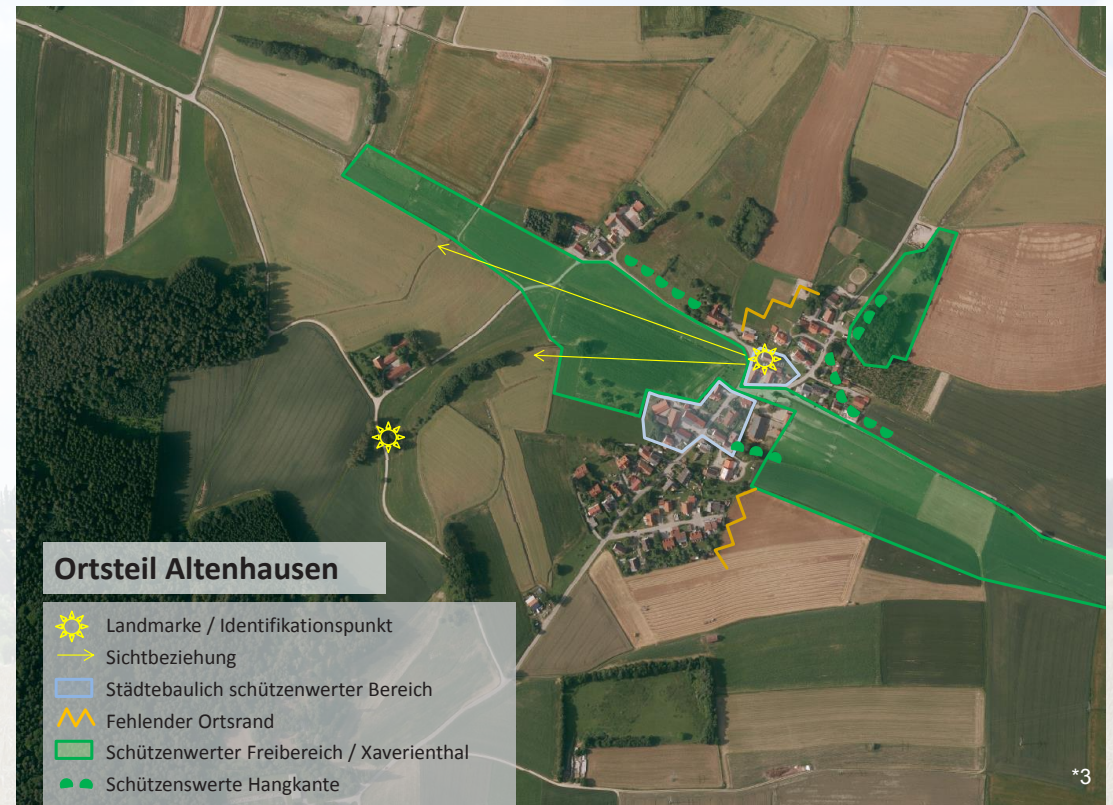 Ortsteil Altenhausen
Landmarke / Identifikationspunkt
Sichtbeziehung
Städtebaulich schützenwerter Bereich
Fehlender Ortsrand
Schützenwerter Freibereich / Xaverienthal
Schützenswerte Hangkante
*3